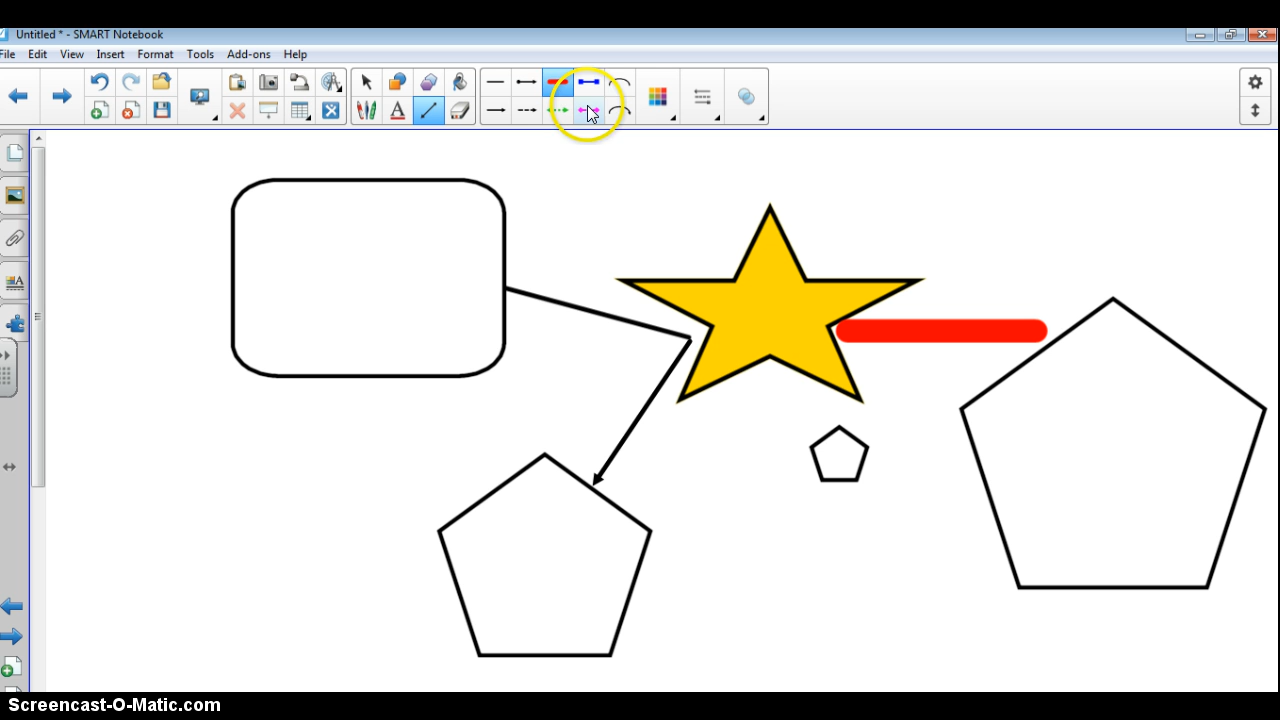 Untitled * - SMART Notebook
File Edit View Insert Format Tools Add-ons Help
Screencast-O-Matic.com